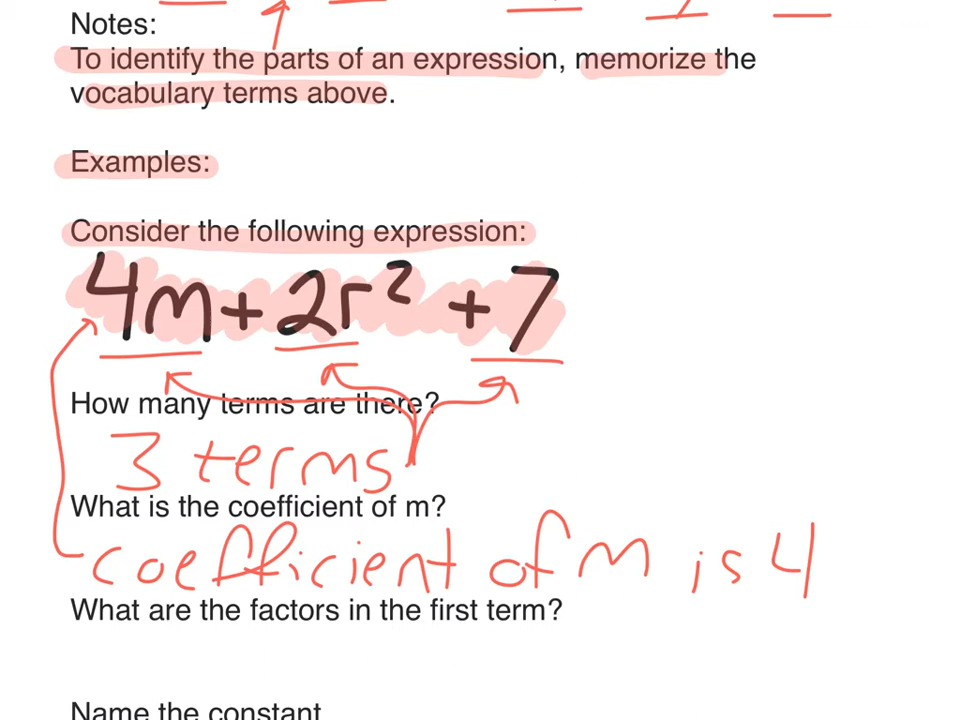 Notes:
To identify the parts of an expression, memorize the
vocabulary terms above.
Examples:
Consider the following expression:
4m+2r²+7
How many terms are there?
3 terms
What is the coefficient of m?
coefficient of m is 4
What are the factors in the first term?
Name the constant